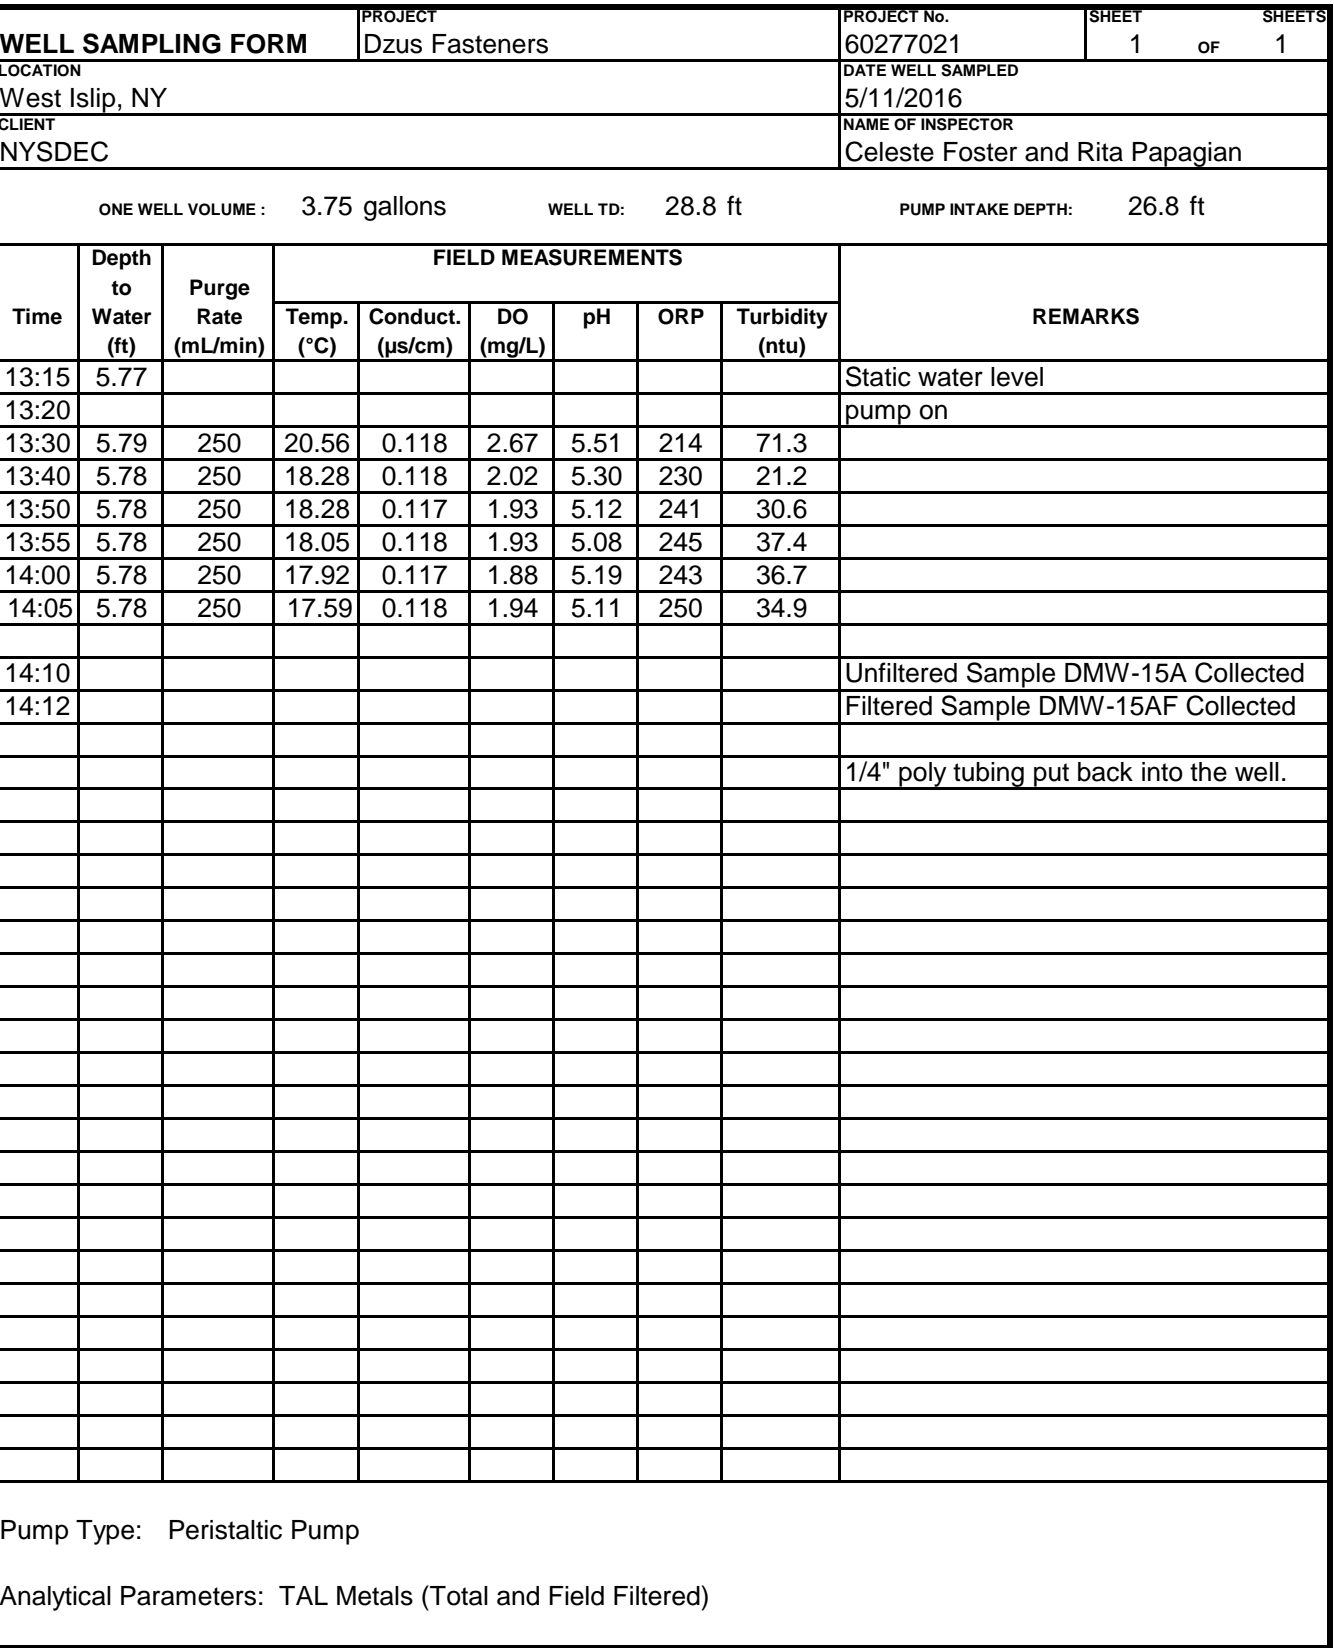 PROJECT PROJECT No. SHEET SHEETS
WELL SAMPLING FORM Dzus Fasteners 60277021 1 OF 1
LOCATION DATE WELL SAMPLED
West Islip, NY 5/11/2016
CLIENT NAME OF INSPECTOR
NYSDEC Celeste Foster and Rita Papagian
ONE WELL VOLUME : 3.75 gallons WELL TD: 28.8 ft PUMP INTAKE DEPTH: 26.8 ft
Depth FIELD MEASUREMENTS
to Purge
Time Water Rate Temp. Conduct. DO pH ORP Turbidity REMARKS
(ft) (mL/min) (°C) (µs/cm) (mg/L) (ntu)
13:15 5.77 Static water level
13:20 pump on
13:30 5.79 250 20.56 0.118 2.67 5.51 214 71.3
13:40 5.78 250 18.28 0.118 2.02 5.30 230 21.2
13:50 5.78 250 18.28 0.117 1.93 5.12 241 30.6
13:55 5.78 250 18.05 0.118 1.93 5.08 245 37.4
14:00 5.78 250 17.92 0.117 1.88 5.19 243 36.7
14:05 5.78 250 17.59 0.118 1.94 5.11 250 34.9
14:10 Unfiltered Sample DMW-15A Collected
14:12 Filtered Sample DMW-15AF Collected
1/4" poly tubing put back into the well.
Pump Type: Peristaltic Pump
Analytical Parameters: TAL Metals (Total and Field Filtered)